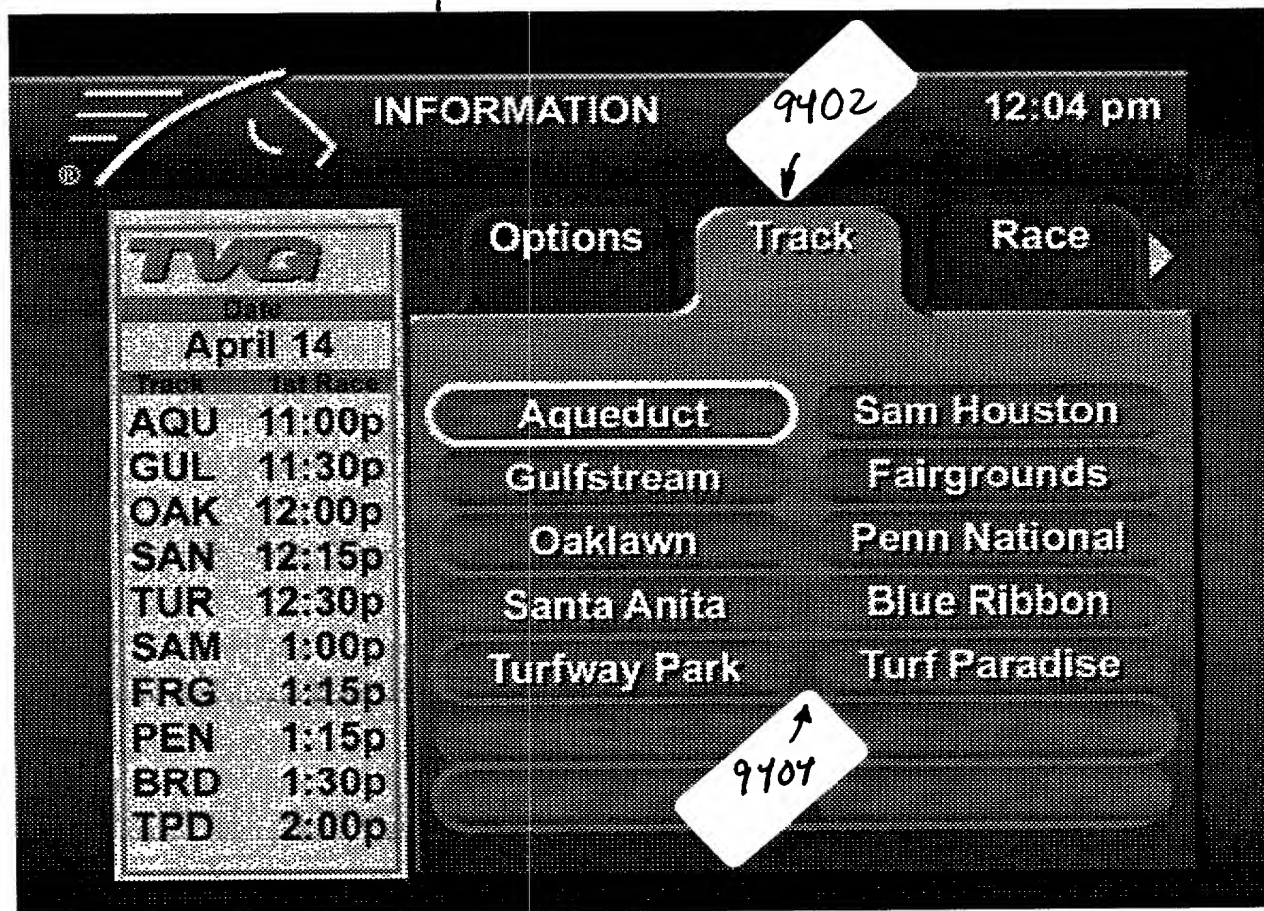 INFORMATION
9402
12:04 pm
®
Options
Track
Race
TVG
Date
April 14
Track 1st Race
AQU 11:00p
GUL 11:30p
OAK 12:00p
SAN 12:15p
TUR 12:30p
SAM 1:00p
FRG 1:15p
PEN 1:15p
BRD 1:30p
TPD 2:00p
Aqueduct
Gulfstream
Oaklawn
Santa Anita
Turfway Park
Sam Houston
Fairgrounds
Penn National
Blue Ribbon
Turf Paradise
9404